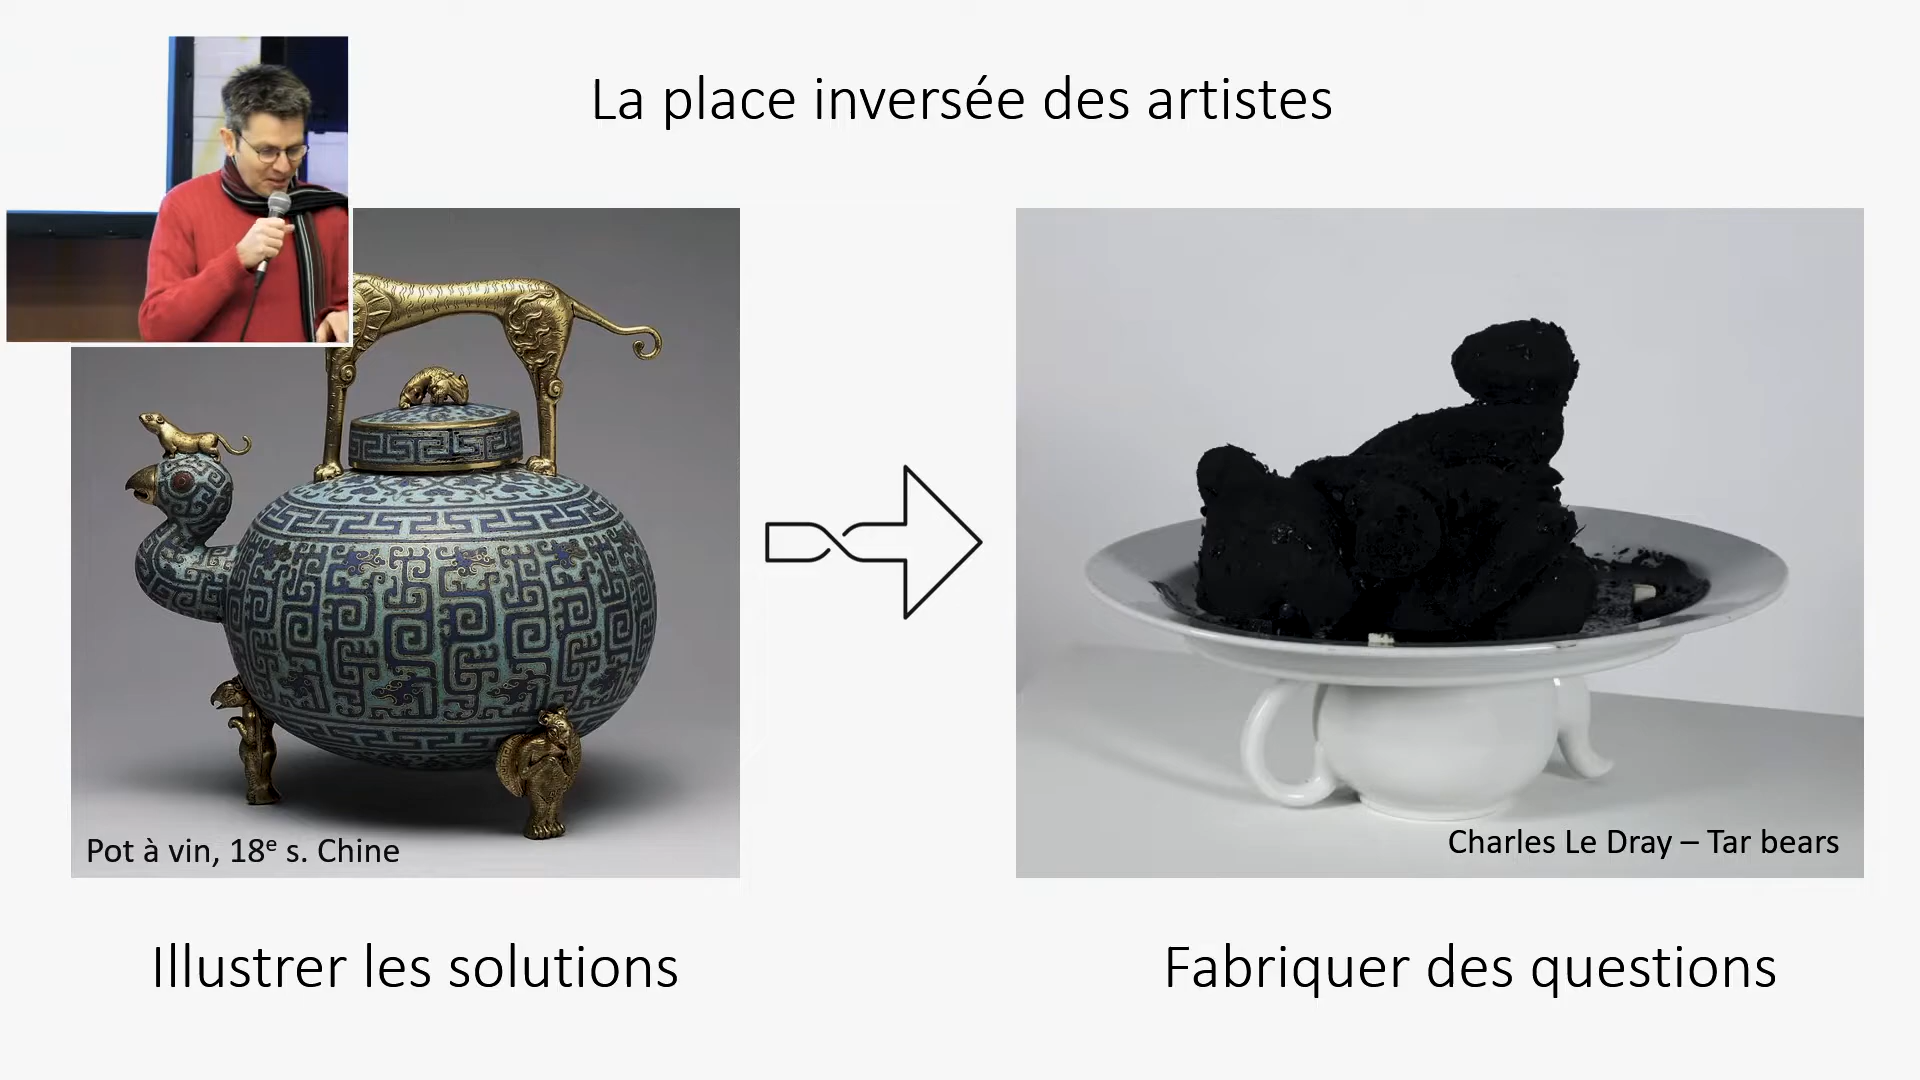 La place inversée des artistes
Pot à vin, 18e s. Chine
Charles Le Dray – Tar bears
Illustrer les solutions
Fabriquer des questions